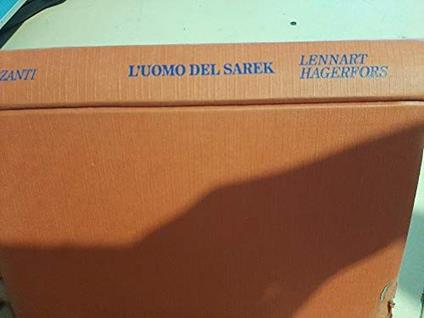 ZANTI
L'UOMO DEL SAREK
LENNART
HAGERFORS